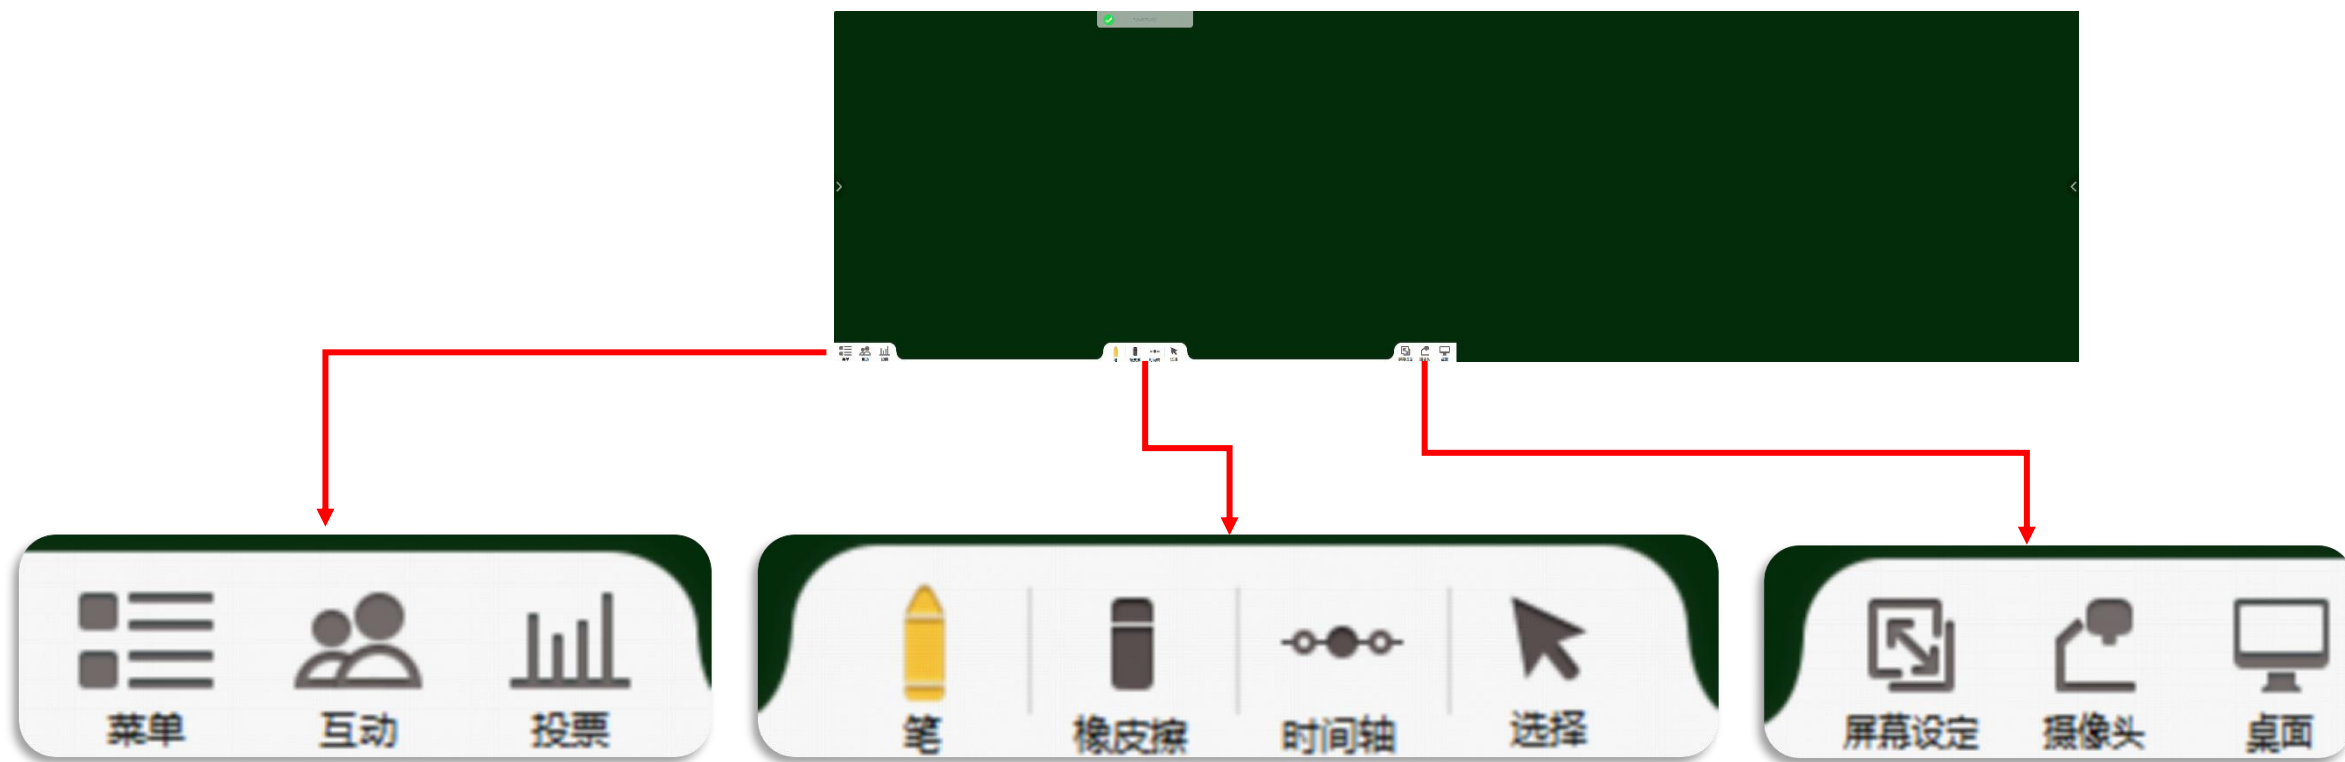 菜单 互动 投票
笔 橡皮擦 时间轴 选择
屏幕设定 摄像头 桌面